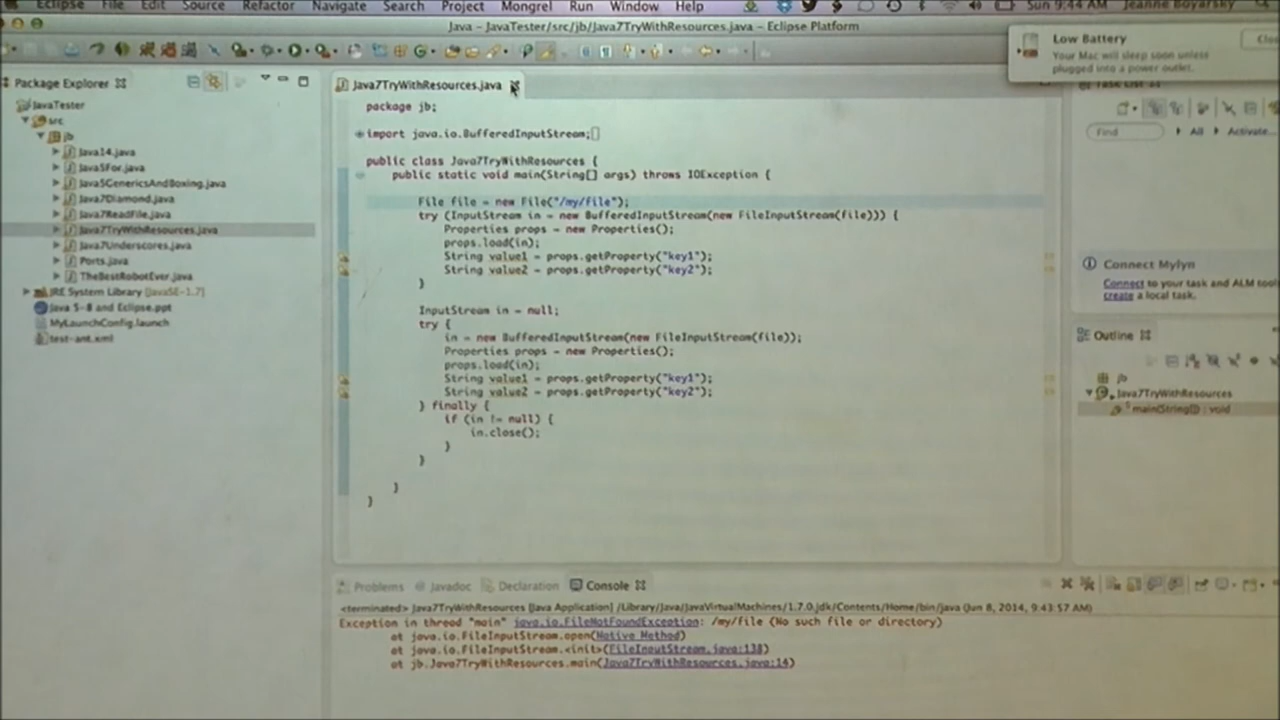 Eclipse File Edit Source Refactor Navigate Search Project Mongrel Run Window Help Sun 9:44 AM Jeanne Boyarsky
Java – JavaTester/src/jb/Java7TryWithResources.java – Eclipse Platform
Low Battery
Your Mac will sleep soon unless
plugged into a power outlet.
Package Explorer
JavaTester
src
jb
Java14.java
Java5For.java
Java5GenericsAndBoxing.java
Java7Diamond.java
Java7ReadFile.java
Java7TryWithResources.java
Java7Underscores.java
Ports.java
TheBestRobotEver.java
JRE System Library [JavaSE-1.7]
Java 5-8 and Eclipse.ppt
MyLaunchConfig.launch
test-ant.xml
Java7TryWithResources.java
package jb;
import java.io.BufferedInputStream;
public class Java7TryWithResources {
public static void main(String[] args) throws IOException {
File file = new File("/my/file");
try (InputStream in = new BufferedInputStream(new FileInputStream(file))) {
Properties props = new Properties();
props.load(in);
String value1 = props.getProperty("key1");
String value2 = props.getProperty("key2");
}
InputStream in = null;
try {
in = new BufferedInputStream(new FileInputStream(file));
Properties props = new Properties();
props.load(in);
String value1 = props.getProperty("key1");
String value2 = props.getProperty("key2");
} finally {
if (in != null) {
in.close();
}
}
}
}
Task List
Find All Activate...
Connect Mylyn
Connect to your task and ALM
create a local task.
Outline
jb
Java7TryWithResources
main(String[]) : void
Problems Javadoc Declaration Console
<terminated> Java7TryWithResources [Java Application] /Library/Java/JavaVirtualMachines/1.7.0.jdk/Contents/Home/bin/java (Jun 8, 2014, 9:43:57 AM)
Exception in thread "main" java.io.FileNotFoundException: /my/file (No such file or directory)
at java.io.FileInputStream.open(Native Method)
at java.io.FileInputStream.<init>(FileInputStream.java:138)
at jb.Java7TryWithResources.main(Java7TryWithResources.java:14)